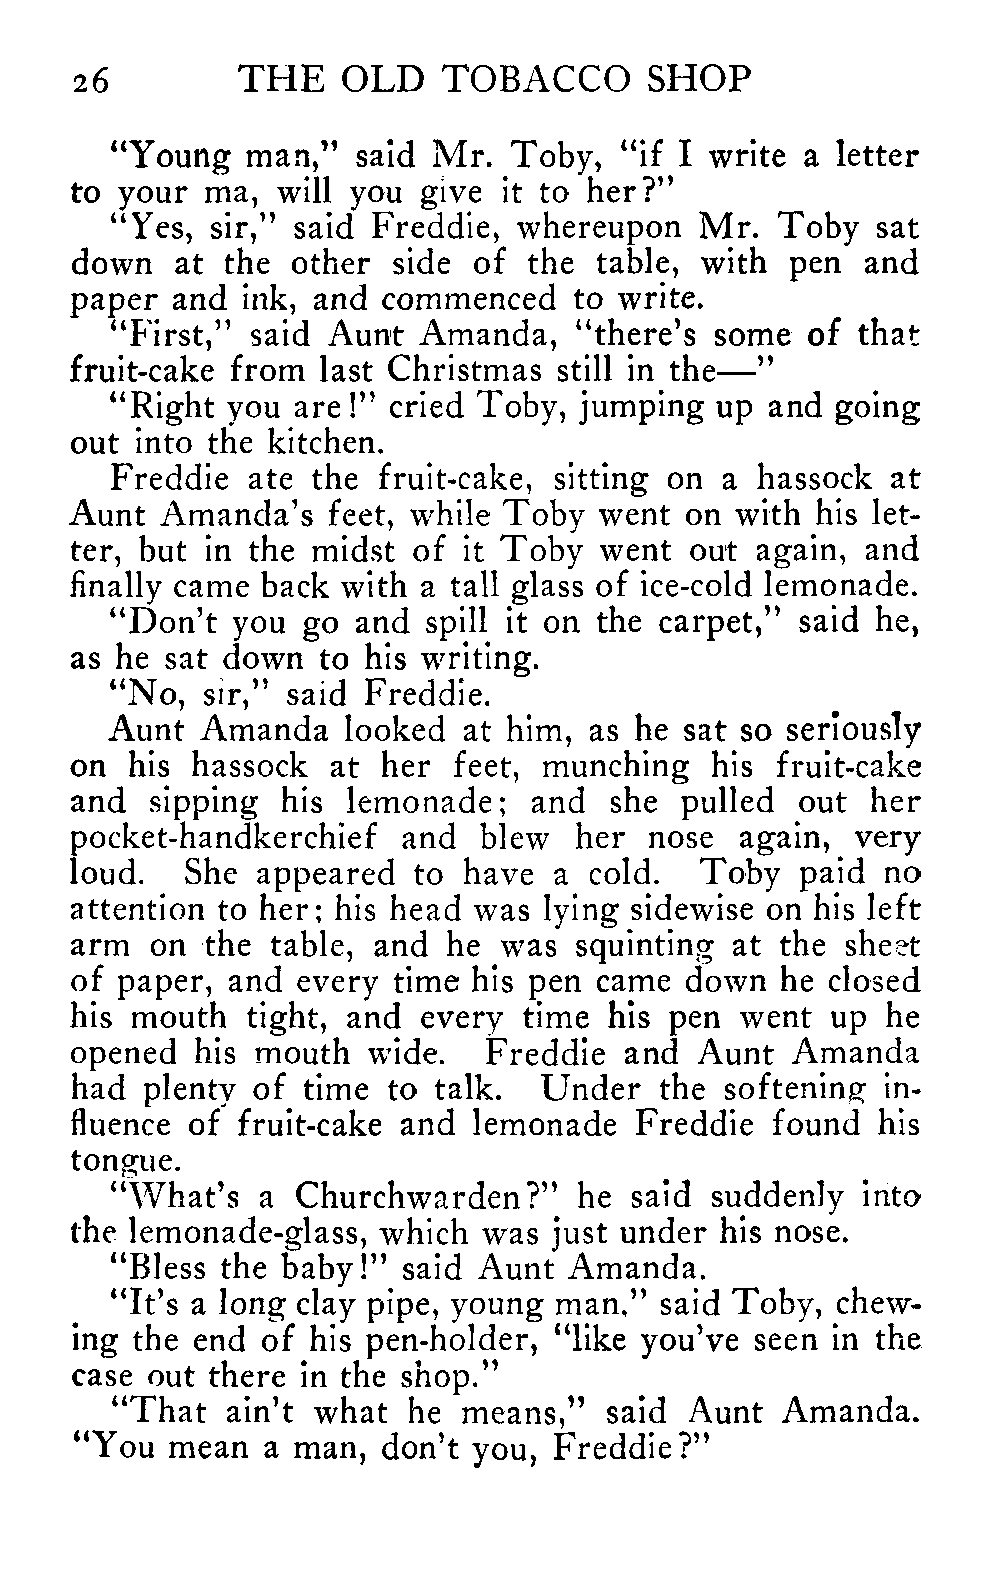 26 THE OLD TOBACCO SHOP
“Young man,” said Mr. Toby, “if I write a letter
to your ma, will you give it to her?”
“Yes, sir,” said Freddie, whereupon Mr. Toby sat
down at the other side of the table, with pen and
paper and ink, and commenced to write.
“First,” said Aunt Amanda, “there’s some of that
fruit-cake from last Christmas still in the—”
“Right you are!” cried Toby, jumping up and going
out into the kitchen.
Freddie ate the fruit-cake, sitting on a hassock at
Aunt Amanda’s feet, while Toby went on with his let-
ter, but in the midst of it Toby went out again, and
finally came back with a tall glass of ice-cold lemonade.
“Don’t you go and spill it on the carpet,” said he,
as he sat down to his writing.
“No, sir,” said Freddie.
Aunt Amanda looked at him, as he sat so seriously
on his hassock at her feet, munching his fruit-cake
and sipping his lemonade; and she pulled out her
pocket-handkerchief and blew her nose again, very
loud. She appeared to have a cold. Toby paid no
attention to her; his head was lying sidewise on his left
arm on the table, and he was squinting at the sheet
of paper, and every time his pen came down he closed
his mouth tight, and every time his pen went up he
opened his mouth wide. Freddie and Aunt Amanda
had plenty of time to talk. Under the softening in-
fluence of fruit-cake and lemonade Freddie found his
tongue.
“What’s a Churchwarden?” he said suddenly into
the lemonade-glass, which was just under his nose.
“Bless the baby!” said Aunt Amanda.
“It’s a long clay pipe, young man,” said Toby, chew-
ing the end of his pen-holder, “like you’ve seen in the
case out there in the shop.”
“That ain’t what he means,” said Aunt Amanda.
“You mean a man, don’t you, Freddie?”